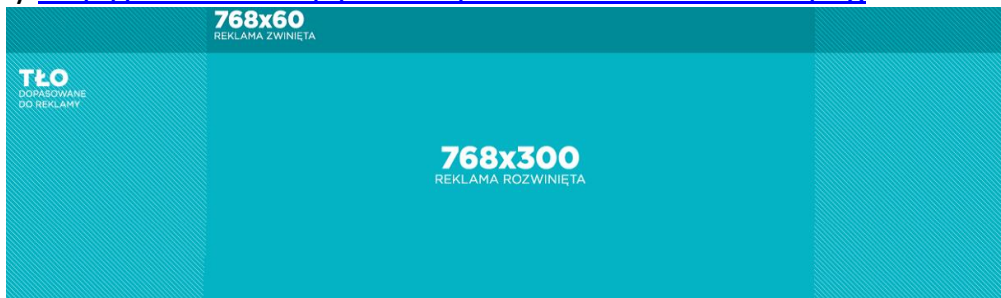 768x60
REKLAMA ZWINIĘTA
TŁO
DOPASOWANE
DO REKLAMY
768x300
REKLAMA ROZWINIĘTA